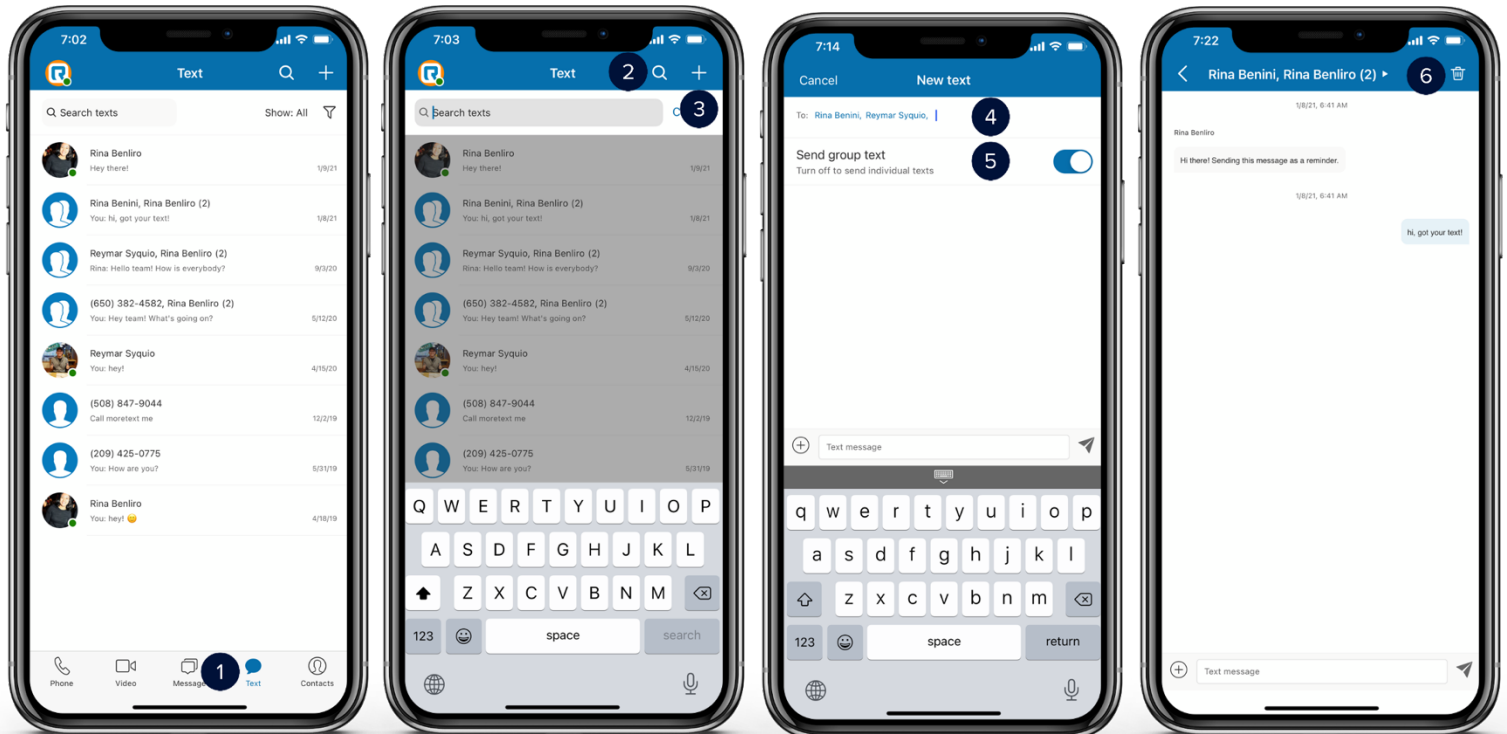 7:02
Text
Search texts
Show: All
Rina Benliro
Hey there!
1/9/21
Rina Benini, Rina Benliro (2)
You: hi, got your text!
1/8/21
Reymar Syquio, Rina Benliro (2)
Rina: Hello team! How is everybody?
9/3/20
(650) 382-4582, Rina Benliro (2)
You: Hey team! What's going on?
5/12/20
Reymar Syquio
You: hey!
4/15/20
(508) 847-9044
Call moretext me
12/2/19
(209) 425-0775
You: How are you?
5/31/19
Rina Benliro
You: hey! 😀
4/18/19
Phone
Video
Message
1
Text
Contacts
7:03
Text
2
Search texts
C
3
Rina Benliro
Hey there!
1/9/21
Rina Benini, Rina Benliro (2)
You: hi, got your text!
1/8/21
Reymar Syquio, Rina Benliro (2)
Rina: Hello team! How is everybody?
9/3/20
(650) 382-4582, Rina Benliro (2)
You: Hey team! What's going on?
5/12/20
Reymar Syquio
You: hey!
4/15/20
(508) 847-9044
Call moretext me
12/2/19
(209) 425-0775
You: How are you?
5/31/19
Q W E R T Y U I O P
A S D F G H J K L
Z X C V B N M
123
space
search
7:14
Cancel
New text
To: Rina Benini, Reymar Syquio,
4
Send group text
Turn off to send individual texts
5
Text message
q w e r t y u i o p
a s d f g h j k l
z x c v b n m
123
space
return
7:22
Rina Benini, Rina Benliro (2)
6
1/8/21, 6:41 AM
Rina Benliro
Hi there! Sending this message as a reminder.
1/8/21, 6:41 AM
hi, got your text!
Text message